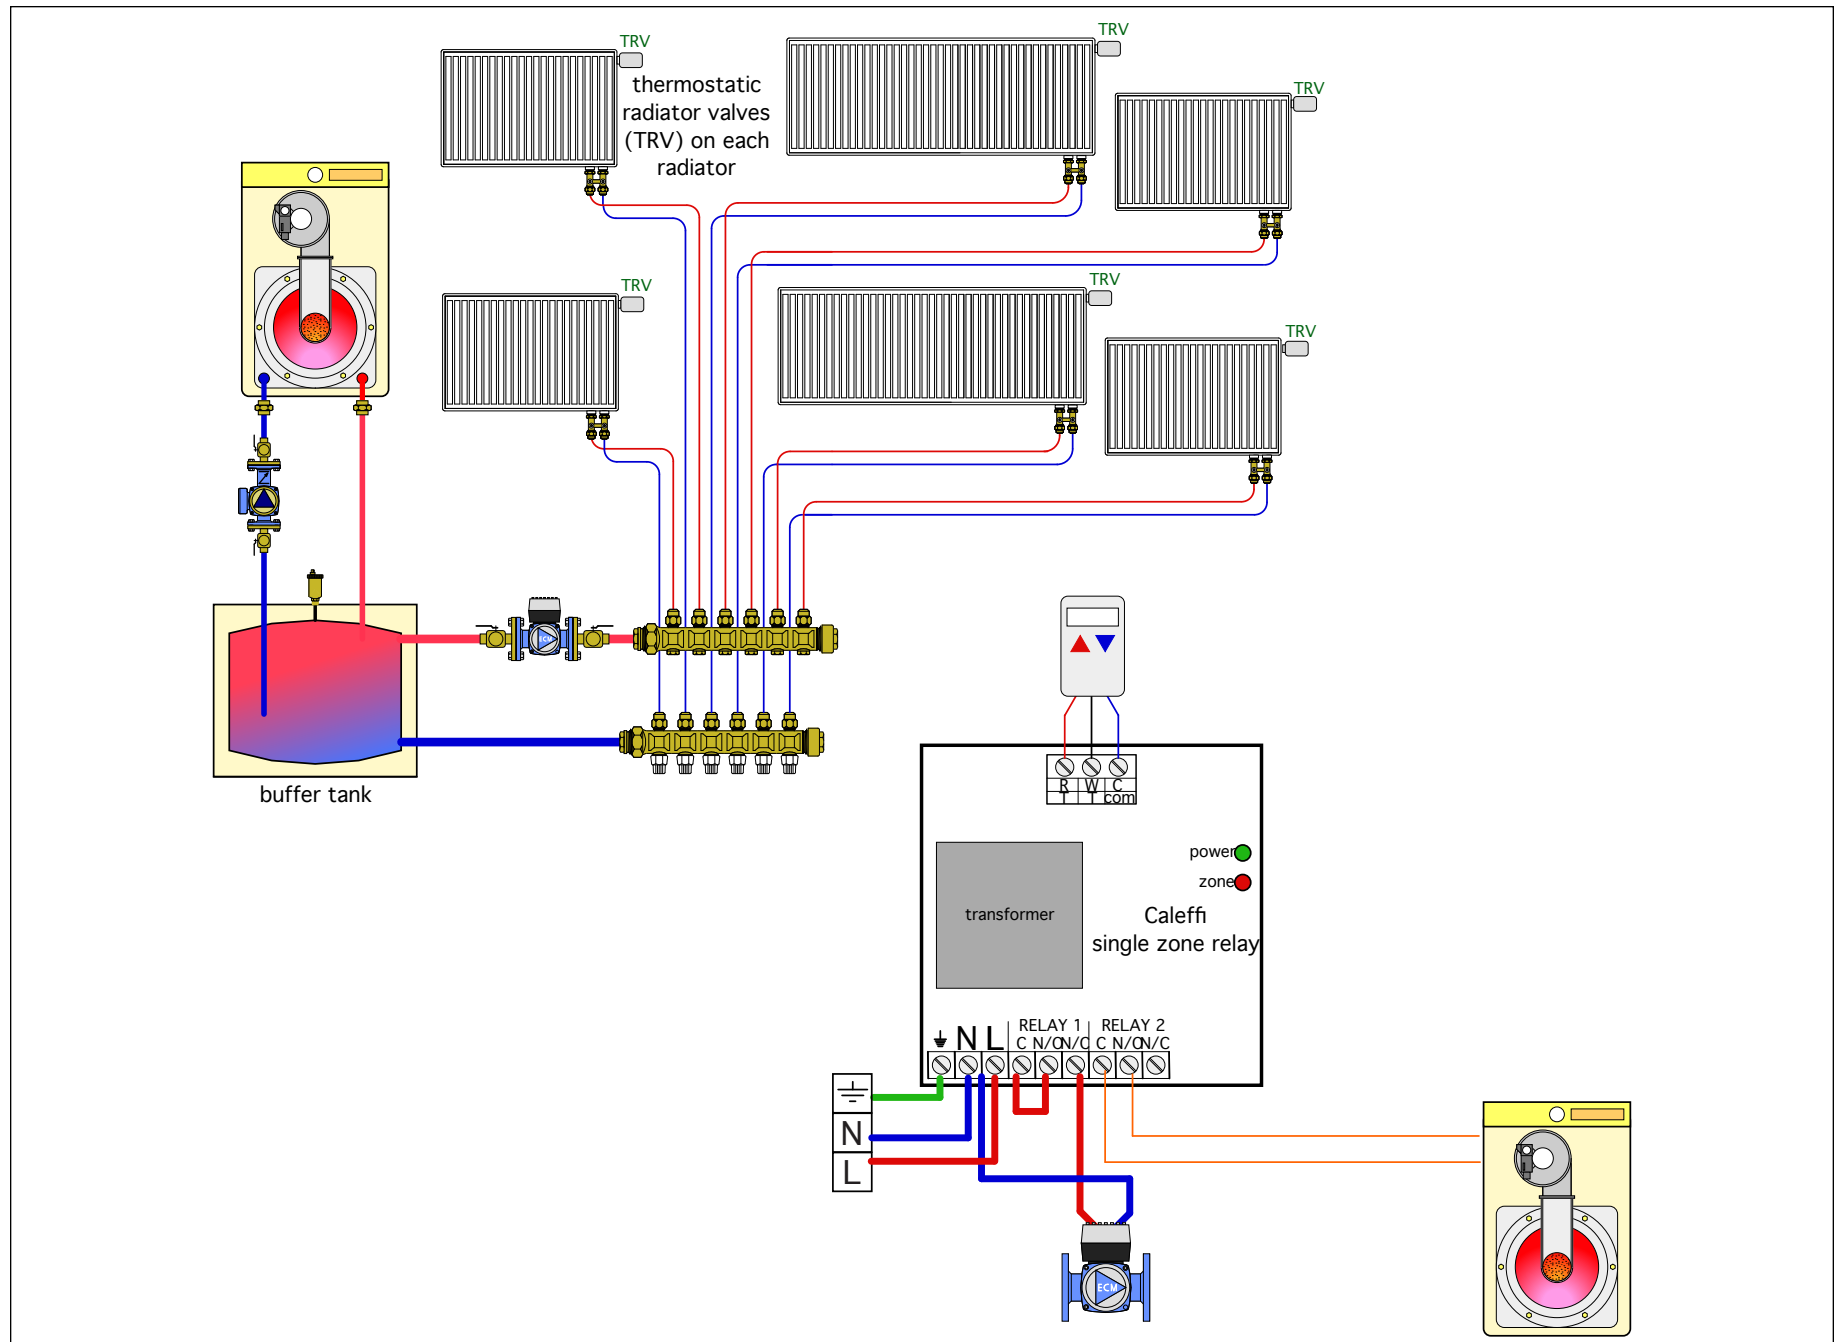 TRV
TRV
TRV
thermostatic
radiator valves
(TRV) on each
radiator
TRV
TRV
TRV
ECM
buffer tank
R W C
T T com
power
zone
transformer
Caleffi
single zone relay
RELAY 1 RELAY 2
N L C N/O N/C C N/O N/C
N
L
ECM